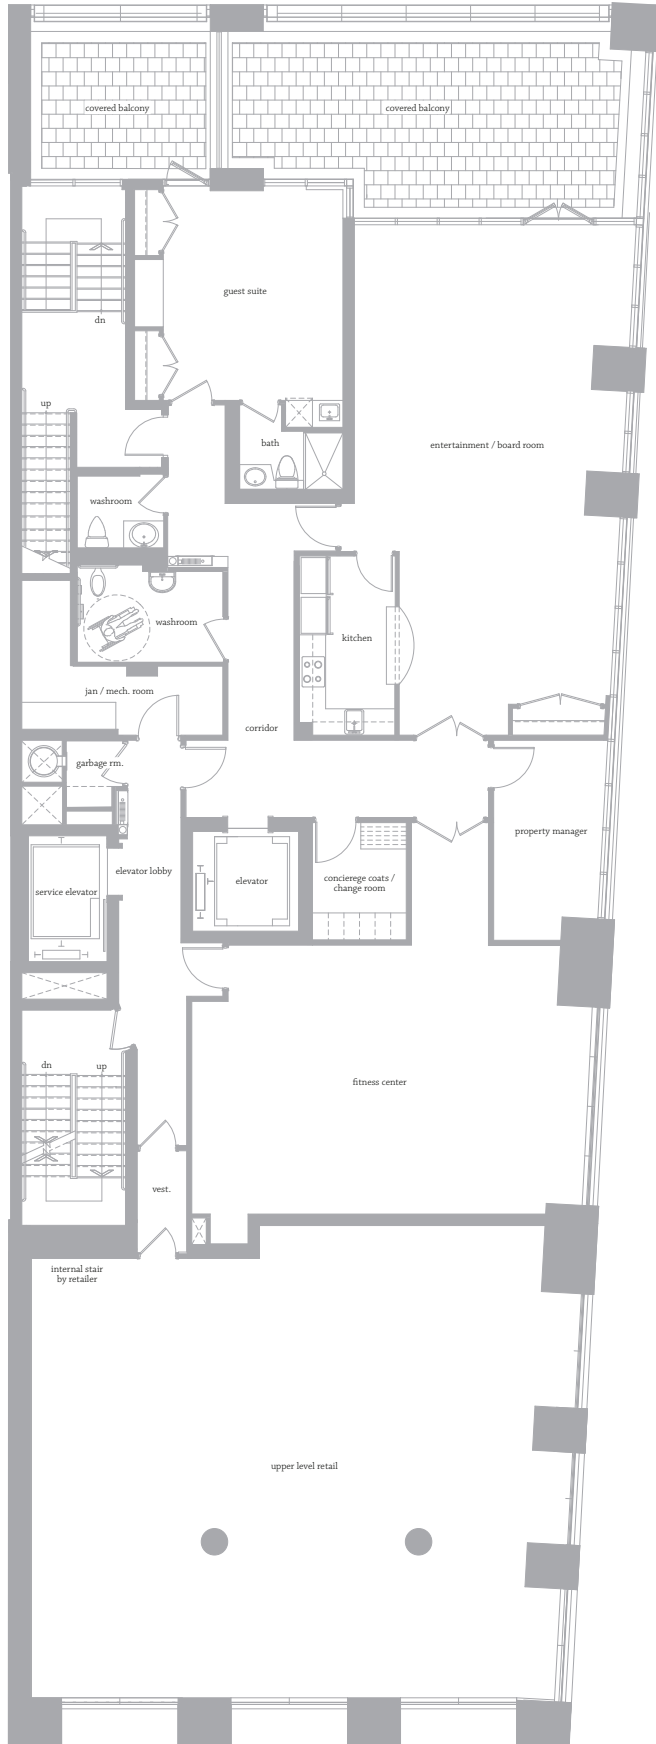 covered balcony
covered balcony
guest suite
dn
up
bath
entertainment / board room
washroom
washroom
kitchen
jan / mech. room
corridor
garbage rm.
property manager
elevator lobby
elevator
concierege coats /
change room
service elevator
dn
up
fitness center
vest.
internal stair
by retailer
upper level retail